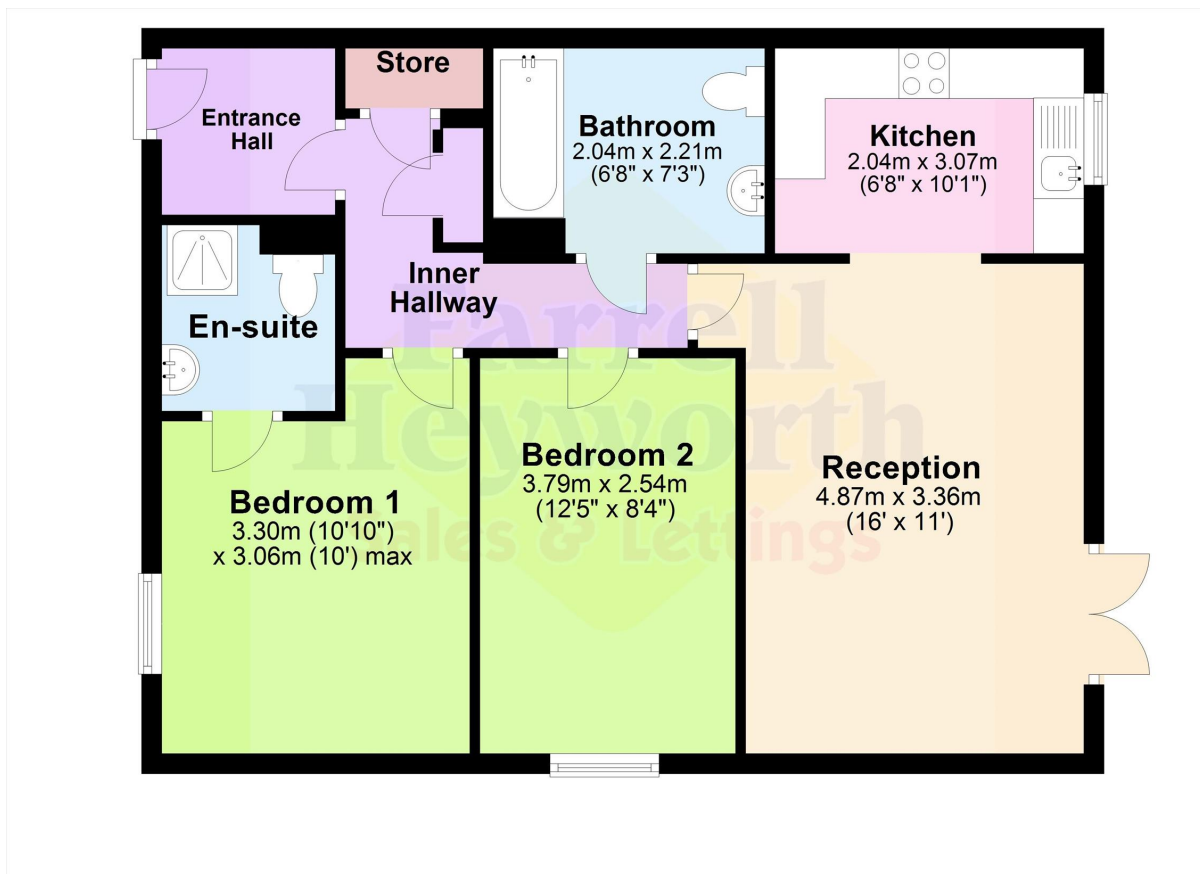 Store
Entrance
Hall
Bathroom
2.04m x 2.21m
(6'8" x 7'3")
Kitchen
2.04m x 3.07m
(6'8" x 10'1")
Inner
Hallway
En-suite
Bedroom 1
3.30m (10'10")
x 3.06m (10') max
Bedroom 2
3.79m x 2.54m
(12'5" x 8'4")
Reception
4.87m x 3.36m
(16' x 11')
Farrell
Heyworth
Sales & Lettings